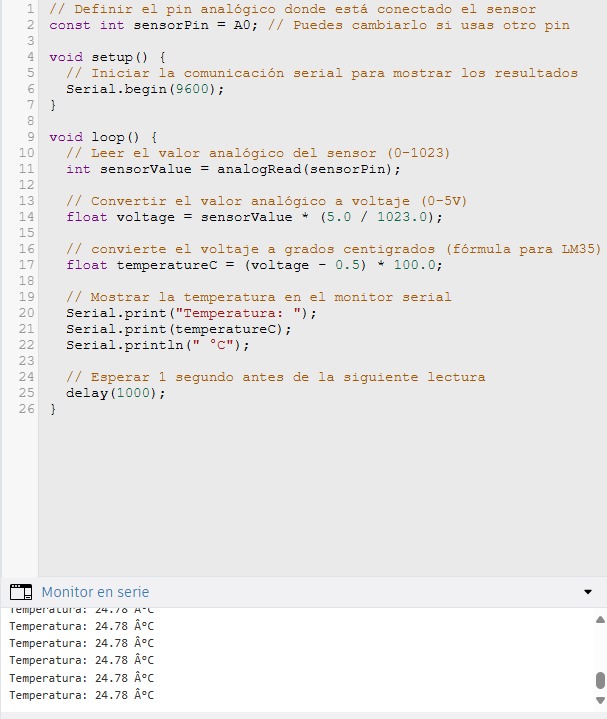 1 // Definir el pin analógico donde está conectado el sensor
2 const int sensorPin = A0; // Puedes cambiarlo si usas otro pin
3
4 void setup() {
5   // Iniciar la comunicación serial para mostrar los resultados
6   Serial.begin(9600);
7 }
8
9 void loop() {
10   // Leer el valor analógico del sensor (0-1023)
11   int sensorValue = analogRead(sensorPin);
12
13   // Convertir el valor analógico a voltaje (0-5V)
14   float voltage = sensorValue * (5.0 / 1023.0);
15
16   // convierte el voltaje a grados centigrados (fórmula para LM35)
17   float temperatureC = (voltage - 0.5) * 100.0;
18
19   // Mostrar la temperatura en el monitor serial
20   Serial.print("Temperatura: ");
21   Serial.print(temperatureC);
22   Serial.println(" °C");
23
24   // Esperar 1 segundo antes de la siguiente lectura
25   delay(1000);
26 }
Monitor en serie
Temperatura: 24.78 Â°C
Temperatura: 24.78 Â°C
Temperatura: 24.78 Â°C
Temperatura: 24.78 Â°C
Temperatura: 24.78 Â°C
Temperatura: 24.78 Â°C